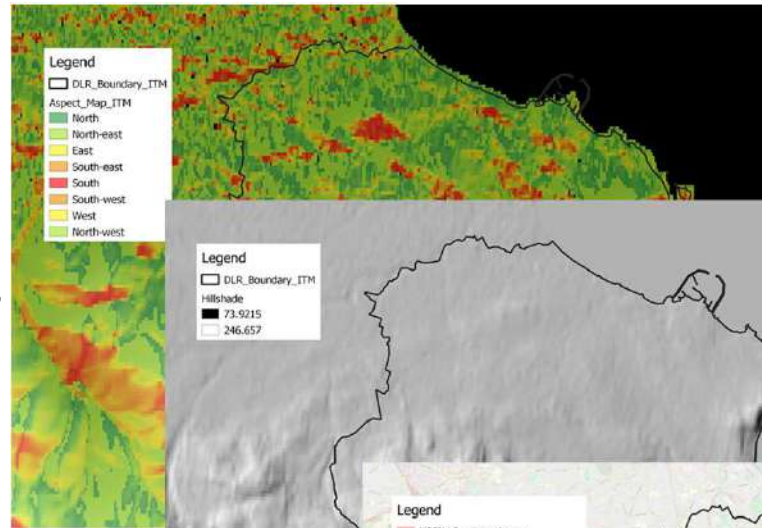 Legend
DLR_Boundary_ITM
Aspect_Map_ITM
North
North-east
East
South-east
South
South-west
West
North-west
Legend
DLR_Boundary_ITM
Hillshade
73.9215
246.657
Legend